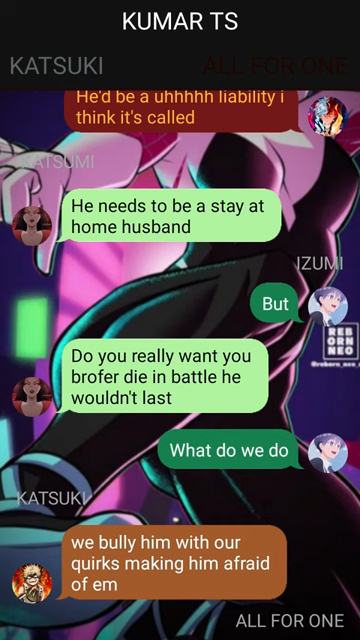 KUMAR TS
KATSUKI
ALL FOR ONE
He'd be a uhhhhh liability i
think it's called
KATSUMI
He needs to be a stay at
home husband
IZUMI
But
REB
ORN
NEO
Do you really want you
brofer die in battle he
wouldn't last
What do we do
KATSUKI
we bully him with our
quirks making him afraid
of em
ALL FOR ONE